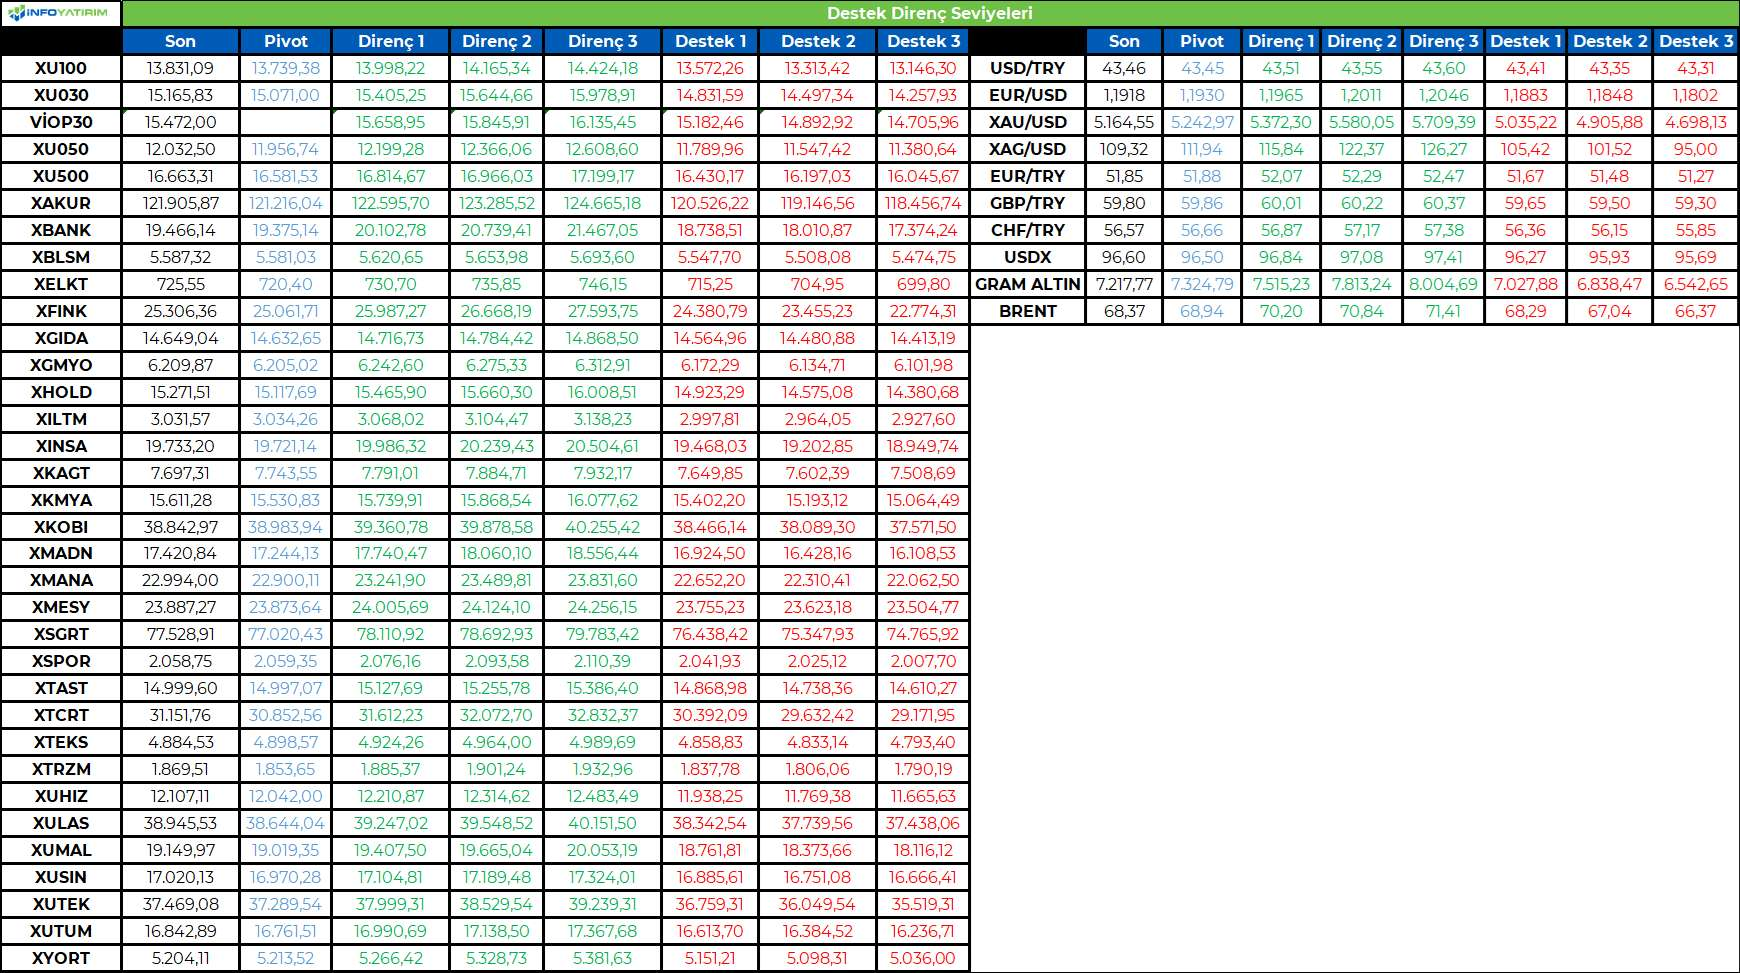 INFOYATIRIM Destek Direnç Seviyeleri
Son Pivot Direnç 1 Direnç 2 Direnç 3 Destek 1 Destek 2 Destek 3 Son Pivot Direnç 1 Direnç 2 Direnç 3 Destek 1 Destek 2 Destek 3
XU100 13.831,09 13.739,38 13.998,22 14.165,34 14.424,18 13.572,26 13.313,42 13.146,30 USD/TRY 43,46 43,45 43,51 43,55 43,60 43,41 43,35 43,31
XU030 15.165,83 15.071,00 15.405,25 15.644,66 15.978,91 14.831,59 14.497,34 14.257,93 EUR/USD 1,1918 1,1930 1,1965 1,2011 1,2046 1,1883 1,1848 1,1802
VİOP30 15.472,00 15.658,95 15.845,91 16.135,45 15.182,46 14.892,92 14.705,96 XAU/USD 5.164,55 5.242,97 5.372,30 5.580,05 5.709,39 5.035,22 4.905,88 4.698,13
XU050 12.032,50 11.956,74 12.199,28 12.366,06 12.608,60 11.789,96 11.547,42 11.380,64 XAG/USD 109,32 111,94 115,84 122,37 126,27 105,42 101,52 95,00
XU500 16.663,31 16.581,53 16.814,67 16.966,03 17.199,17 16.430,17 16.197,03 16.045,67 EUR/TRY 51,85 51,88 52,07 52,29 52,47 51,67 51,48 51,27
XAKUR 121.905,87 121.216,04 122.595,70 123.285,52 124.665,18 120.526,22 119.146,56 118.456,74 GBP/TRY 59,80 59,86 60,01 60,22 60,37 59,65 59,50 59,30
XBANK 19.466,14 19.375,14 20.102,78 20.739,41 21.467,05 18.738,51 18.010,87 17.374,24 CHF/TRY 56,57 56,66 56,87 57,17 57,38 56,36 56,15 55,85
XBLSM 5.587,32 5.581,03 5.620,65 5.653,98 5.693,60 5.547,70 5.508,08 5.474,75 USDX 96,60 96,50 96,84 97,08 97,41 96,27 95,93 95,69
XELKT 725,55 720,40 730,70 735,85 746,15 715,25 704,95 699,80 GRAM ALTIN 7.217,77 7.324,79 7.515,23 7.813,24 8.004,69 7.027,88 6.838,47 6.542,65
XFINK 25.306,36 25.061,71 25.987,27 26.668,19 27.593,75 24.380,79 23.455,23 22.774,31 BRENT 68,37 68,94 70,20 70,84 71,41 68,29 67,04 66,37
XGIDA 14.649,04 14.632,65 14.716,73 14.784,42 14.868,50 14.564,96 14.480,88 14.413,19
XGMYO 6.209,87 6.205,02 6.242,60 6.275,33 6.312,91 6.172,29 6.134,71 6.101,98
XHOLD 15.271,51 15.117,69 15.465,90 15.660,30 16.008,51 14.923,29 14.575,08 14.380,68
XILTM 3.031,57 3.034,26 3.068,02 3.104,47 3.138,23 2.997,81 2.964,05 2.927,60
XINSA 19.733,20 19.721,14 19.986,32 20.239,43 20.504,61 19.468,03 19.202,85 18.949,74
XKAGT 7.697,31 7.743,55 7.791,01 7.884,71 7.932,17 7.649,85 7.602,39 7.508,69
XKMYA 15.611,28 15.530,83 15.739,91 15.868,54 16.077,62 15.402,20 15.193,12 15.064,49
XKOBI 38.842,97 38.983,94 39.360,78 39.878,58 40.255,42 38.466,14 38.089,30 37.571,50
XMADN 17.420,84 17.244,13 17.740,47 18.060,10 18.556,44 16.924,50 16.428,16 16.108,53
XMANA 22.994,00 22.900,11 23.241,90 23.489,81 23.831,60 22.652,20 22.310,41 22.062,50
XMESY 23.887,27 23.873,64 24.005,69 24.124,10 24.256,15 23.755,23 23.623,18 23.504,77
XSGRT 77.528,91 77.020,43 78.110,92 78.692,93 79.783,42 76.438,42 75.347,93 74.765,92
XSPOR 2.058,75 2.059,35 2.076,16 2.093,58 2.110,39 2.041,93 2.025,12 2.007,70
XTAST 14.999,60 14.997,07 15.127,69 15.255,78 15.386,40 14.868,98 14.738,36 14.610,27
XTCRT 31.151,76 30.852,56 31.612,23 32.072,70 32.832,37 30.392,09 29.632,42 29.171,95
XTEKS 4.884,53 4.898,57 4.924,26 4.964,00 4.989,69 4.858,83 4.833,14 4.793,40
XTRZM 1.869,51 1.853,65 1.885,37 1.901,24 1.932,96 1.837,78 1.806,06 1.790,19
XUHIZ 12.107,11 12.042,00 12.210,87 12.314,62 12.483,49 11.938,25 11.769,38 11.665,63
XULAS 38.945,53 38.644,04 39.247,02 39.548,52 40.151,50 38.342,54 37.739,56 37.438,06
XUMAL 19.149,97 19.019,35 19.407,50 19.665,04 20.053,19 18.761,81 18.373,66 18.116,12
XUSIN 17.020,13 16.970,28 17.104,81 17.189,48 17.324,01 16.885,61 16.751,08 16.666,41
XUTEK 37.469,08 37.289,54 37.999,31 38.529,54 39.239,31 36.759,31 36.049,54 35.519,31
XUTUM 16.842,89 16.761,51 16.990,69 17.138,50 17.367,68 16.613,70 16.384,52 16.236,71
XYORT 5.204,11 5.213,52 5.266,42 5.328,73 5.381,63 5.151,21 5.098,31 5.036,00